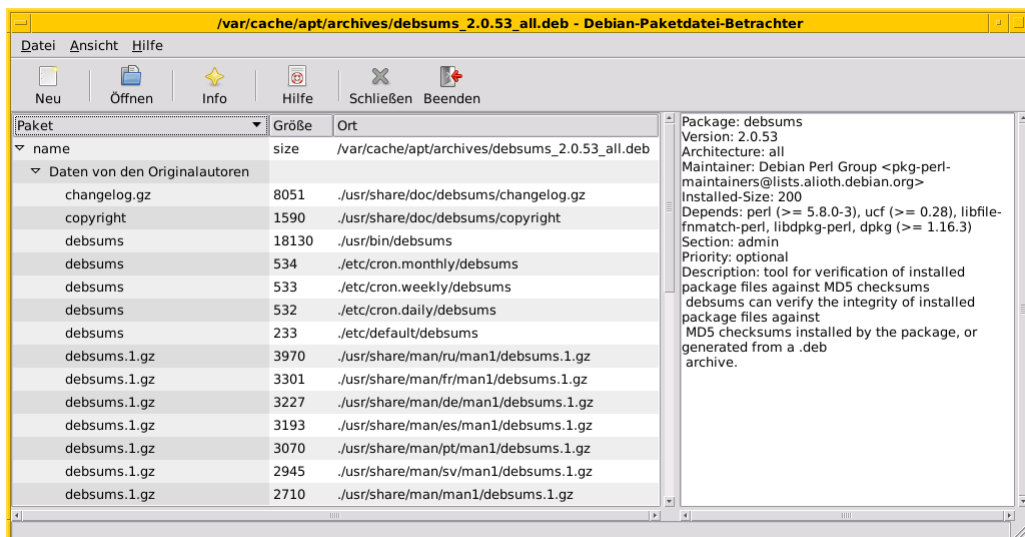 /var/cache/apt/archives/debsums_2.0.53_all.deb - Debian-Paketdatei-Betrachter
Datei Ansicht Hilfe
Neu Öffnen Info Hilfe Schließen Beenden
Paket Größe Ort
name size /var/cache/apt/archives/debsums_2.0.53_all.deb
Daten von den Originalautoren
changelog.gz 8051 ./usr/share/doc/debsums/changelog.gz
copyright 1590 ./usr/share/doc/debsums/copyright
debsums 18130 ./usr/bin/debsums
debsums 534 ./etc/cron.monthly/debsums
debsums 533 ./etc/cron.weekly/debsums
debsums 532 ./etc/cron.daily/debsums
debsums 233 ./etc/default/debsums
debsums.1.gz 3970 ./usr/share/man/ru/man1/debsums.1.gz
debsums.1.gz 3301 ./usr/share/man/fr/man1/debsums.1.gz
debsums.1.gz 3227 ./usr/share/man/de/man1/debsums.1.gz
debsums.1.gz 3193 ./usr/share/man/es/man1/debsums.1.gz
debsums.1.gz 3070 ./usr/share/man/pt/man1/debsums.1.gz
debsums.1.gz 2945 ./usr/share/man/sv/man1/debsums.1.gz
debsums.1.gz 2710 ./usr/share/man/man1/debsums.1.gz
Package: debsums
Version: 2.0.53
Architecture: all
Maintainer: Debian Perl Group <pkg-perl-
maintainers@lists.alioth.debian.org>
Installed-Size: 200
Depends: perl (>= 5.8.0-3), ucf (>= 0.28), libfile-
fnmatch-perl, libdpkg-perl, dpkg (>= 1.16.3)
Section: admin
Priority: optional
Description: tool for verification of installed
package files against MD5 checksums
debsums can verify the integrity of installed
package files against
MD5 checksums installed by the package, or
generated from a .deb
archive.